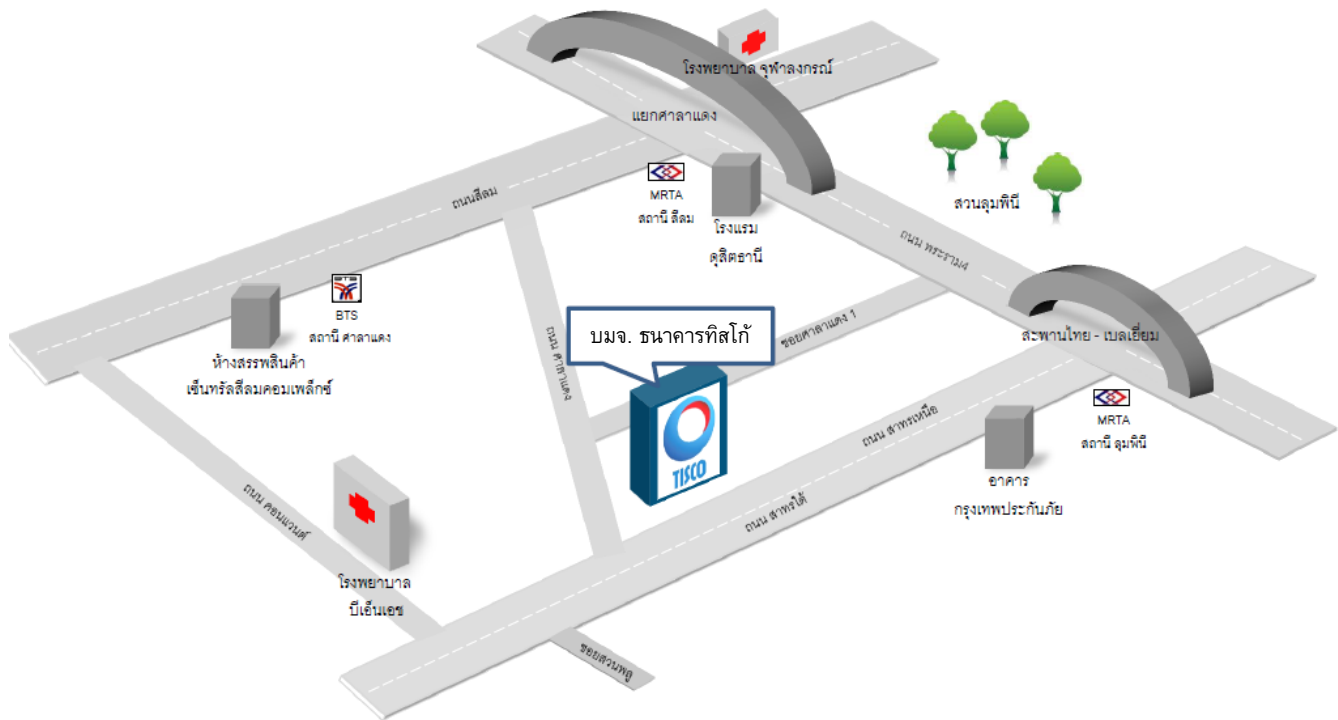 โรงพยาบาล จุฬาลงกรณ์
แยกศาลาแดง
MRTA
สถานี สีลม
โรงแรม
ดุสิตธานี
สวนลุมพินี
ถนนสีลม
ถนน พระราม4
BTS
BTS
สถานี ศาลาแดง
ห้างสรรพสินค้า
เซ็นทรัลสีลมคอมเพล็กซ์
ถนน ศาลาแดง
บมจ. ธนาคารทิสโก้
ซอยศาลาแดง 1
สะพานไทย - เบลเยี่ยม
MRTA
สถานี ลุมพินี
TISCO
ถนน สาทรเหนือ
ถนน สาทรใต้
อาคาร
กรุงเทพประกันภัย
ถนน คอนแวนต์
โรงพยาบาล
บีเอ็นเอช
ซอยสวนพลู